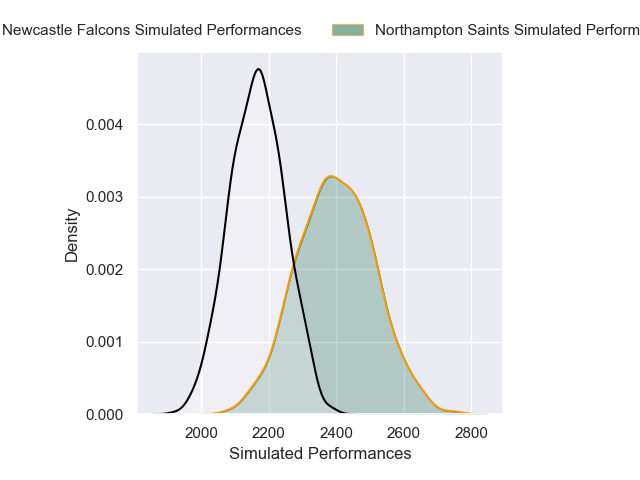 Newcastle Falcons Simulated Performances
Northampton Saints Simulated Perform
0.004
0.003
0.002
0.001
0.000
Density
2000
2200
2400
2600
2800
Simulated Performances